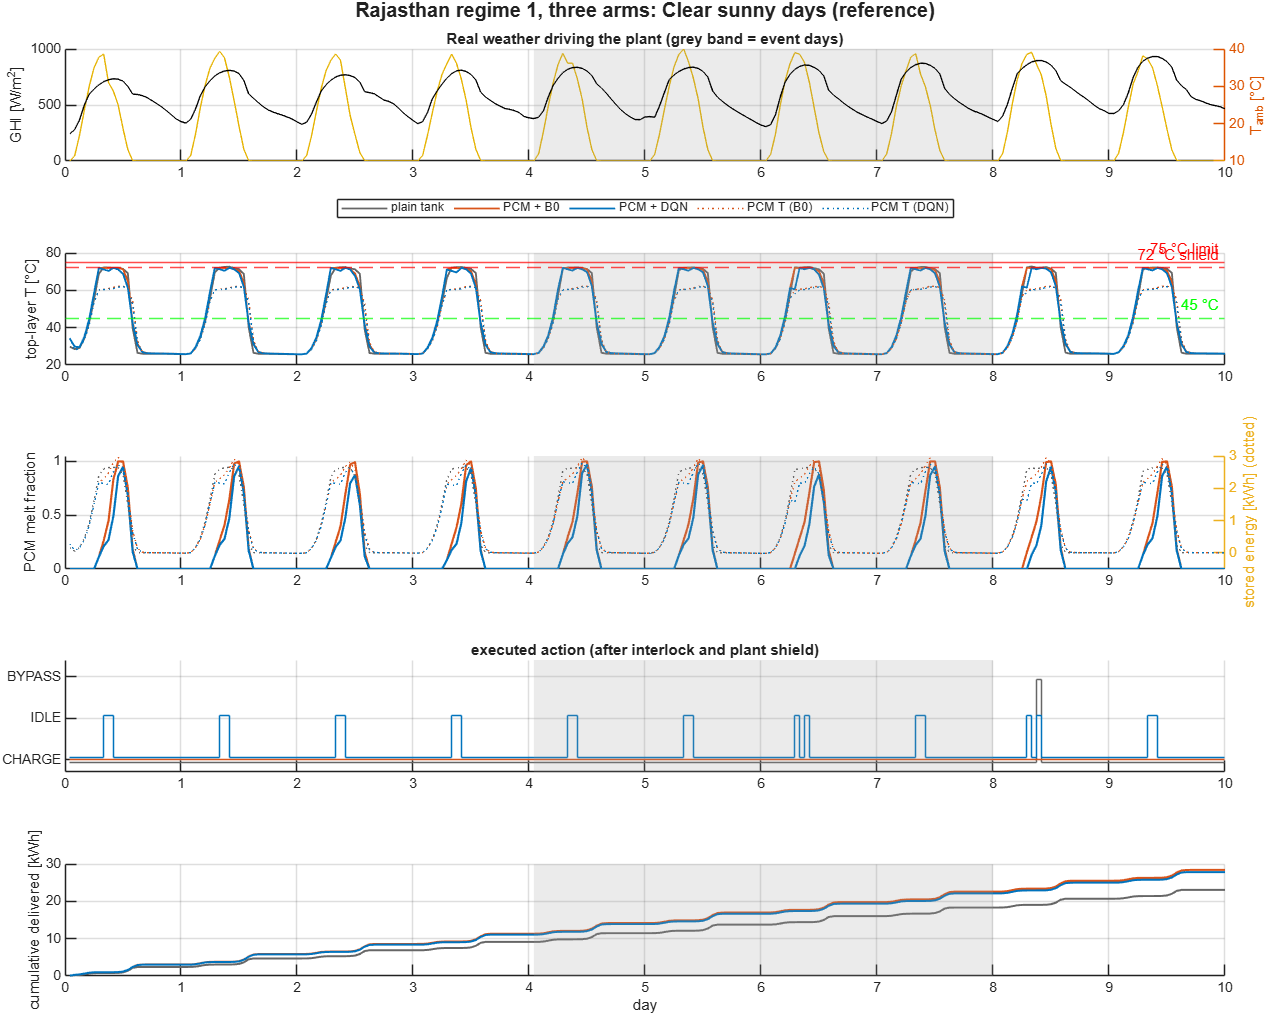 Rajasthan regime 1, three arms: Clear sunny days (reference)
Real weather driving the plant (grey band = event days)
GHI [W/m²]
1000
500
0
40
30
20
10
T_amb [°C]
0 1 2 3 4 5 6 7 8 9 10
plain tank PCM + B0 PCM + DQN PCM T (B0) PCM T (DQN)
top-layer T [°C]
80
60
40
20
75 °C limit
72 °C shield
45 °C
0 1 2 3 4 5 6 7 8 9 10
PCM melt fraction
1
0.5
0
3
2
1
0
stored energy [kWh] (dotted)
0 1 2 3 4 5 6 7 8 9 10
executed action (after interlock and plant shield)
BYPASS
IDLE
CHARGE
0 1 2 3 4 5 6 7 8 9 10
cumulative delivered [kWh]
30
20
10
0
0 1 2 3 4 5 6 7 8 9 10
day